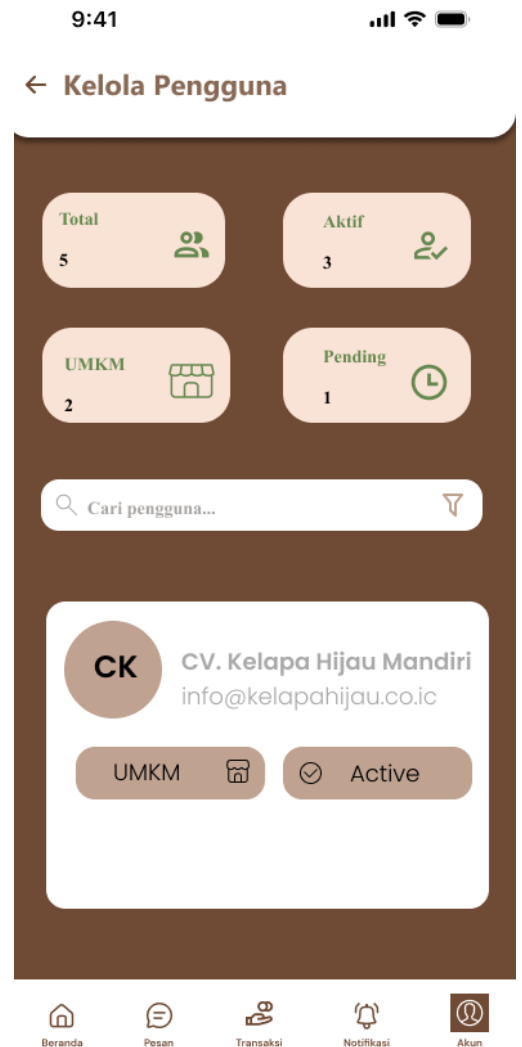 9:41
Kelola Pengguna
Total
5
Aktif
3
UMKM
2
Pending
1
Cari pengguna...
CK
CV. Kelapa Hijau Mandiri
info@kelapahijau.co.ic
UMKM
Active
Beranda
Pesan
Transaksi
Notifikasi
Akun